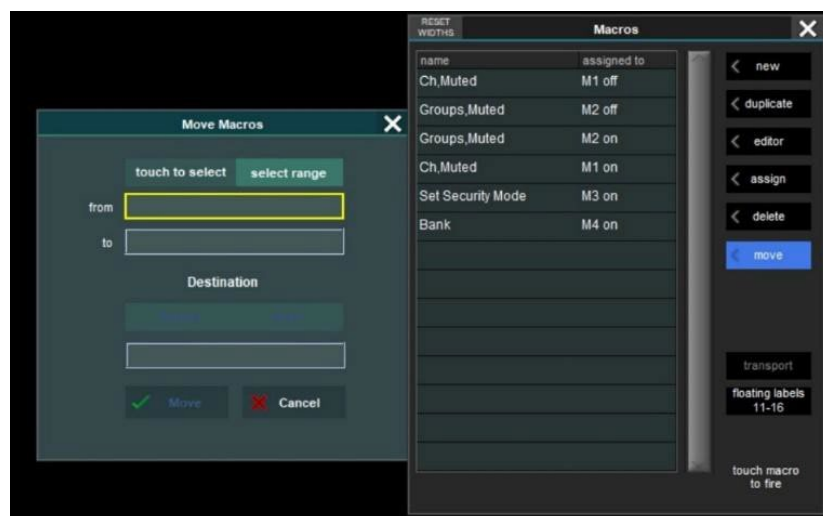 Move Macros
touch to select select range
from
to
Destination
Move Cancel
RESET
WIDTHS
Macros
name assigned to
Ch,Muted M1 off
Groups,Muted M2 off
Groups,Muted M2 on
Ch,Muted M1 on
Set Security Mode M3 on
Bank M4 on
new
duplicate
editor
assign
delete
move
transport
floating labels
11-16
touch macro
to fire